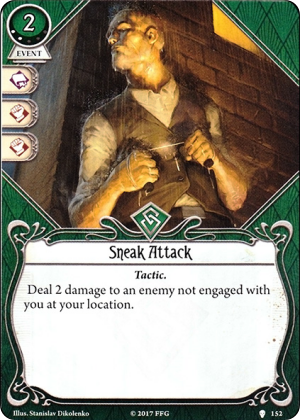 2
EVENT
Sneak Attack
Tactic.
Deal 2 damage to an enemy not engaged with
you at your location.
Illus. Stanislav Dikolenko
© 2017 FFG
152